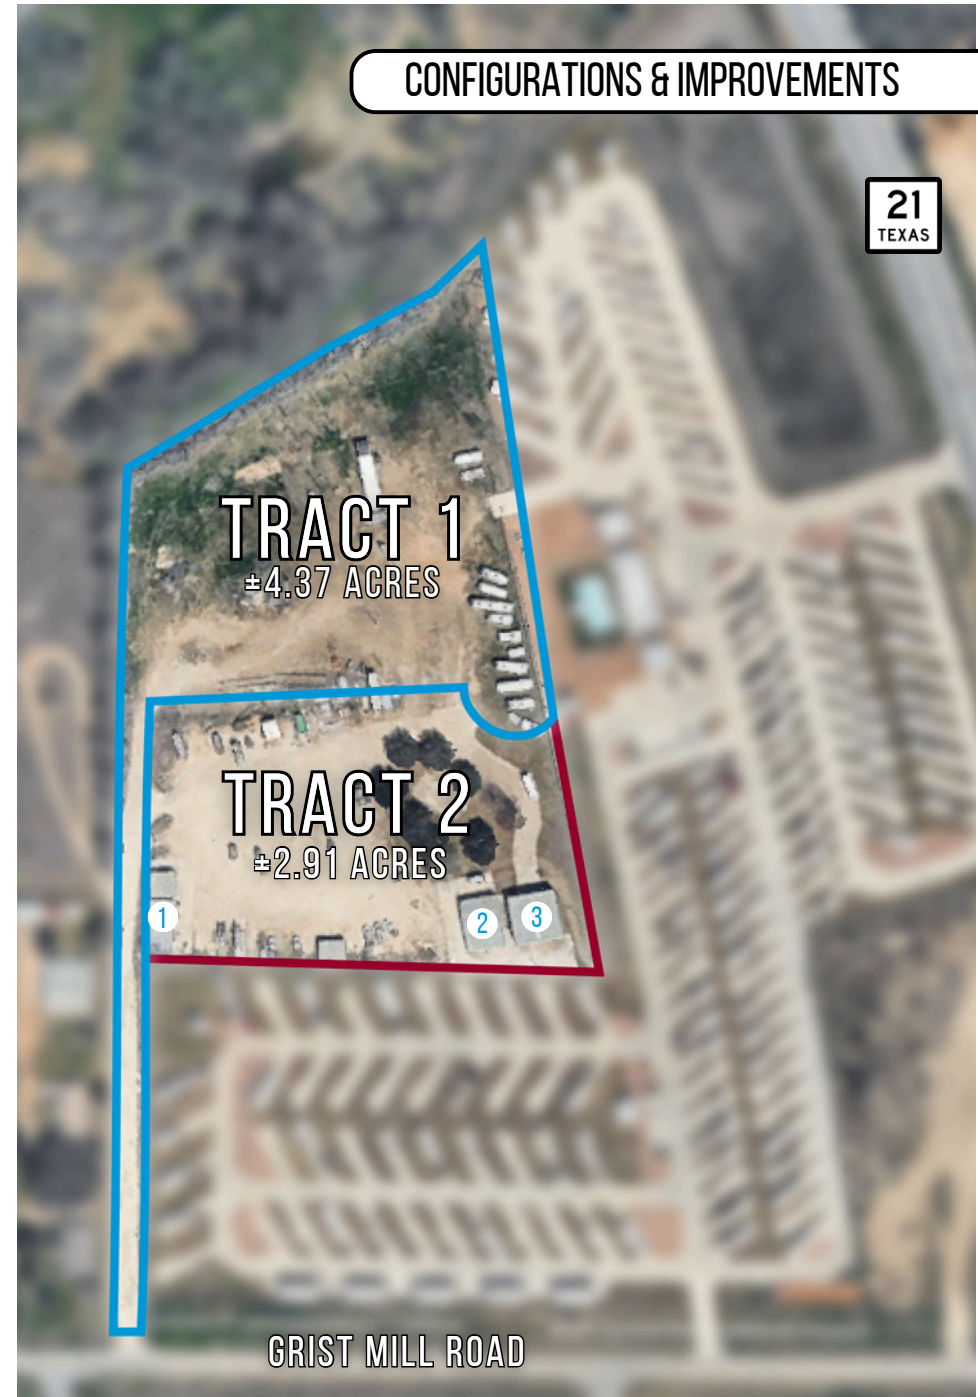 CONFIGURATIONS & IMPROVEMENTS
21
TEXAS
TRACT 1
±4.37 ACRES
TRACT 2
±2.91 ACRES
1
2
3
GRIST MILL ROAD